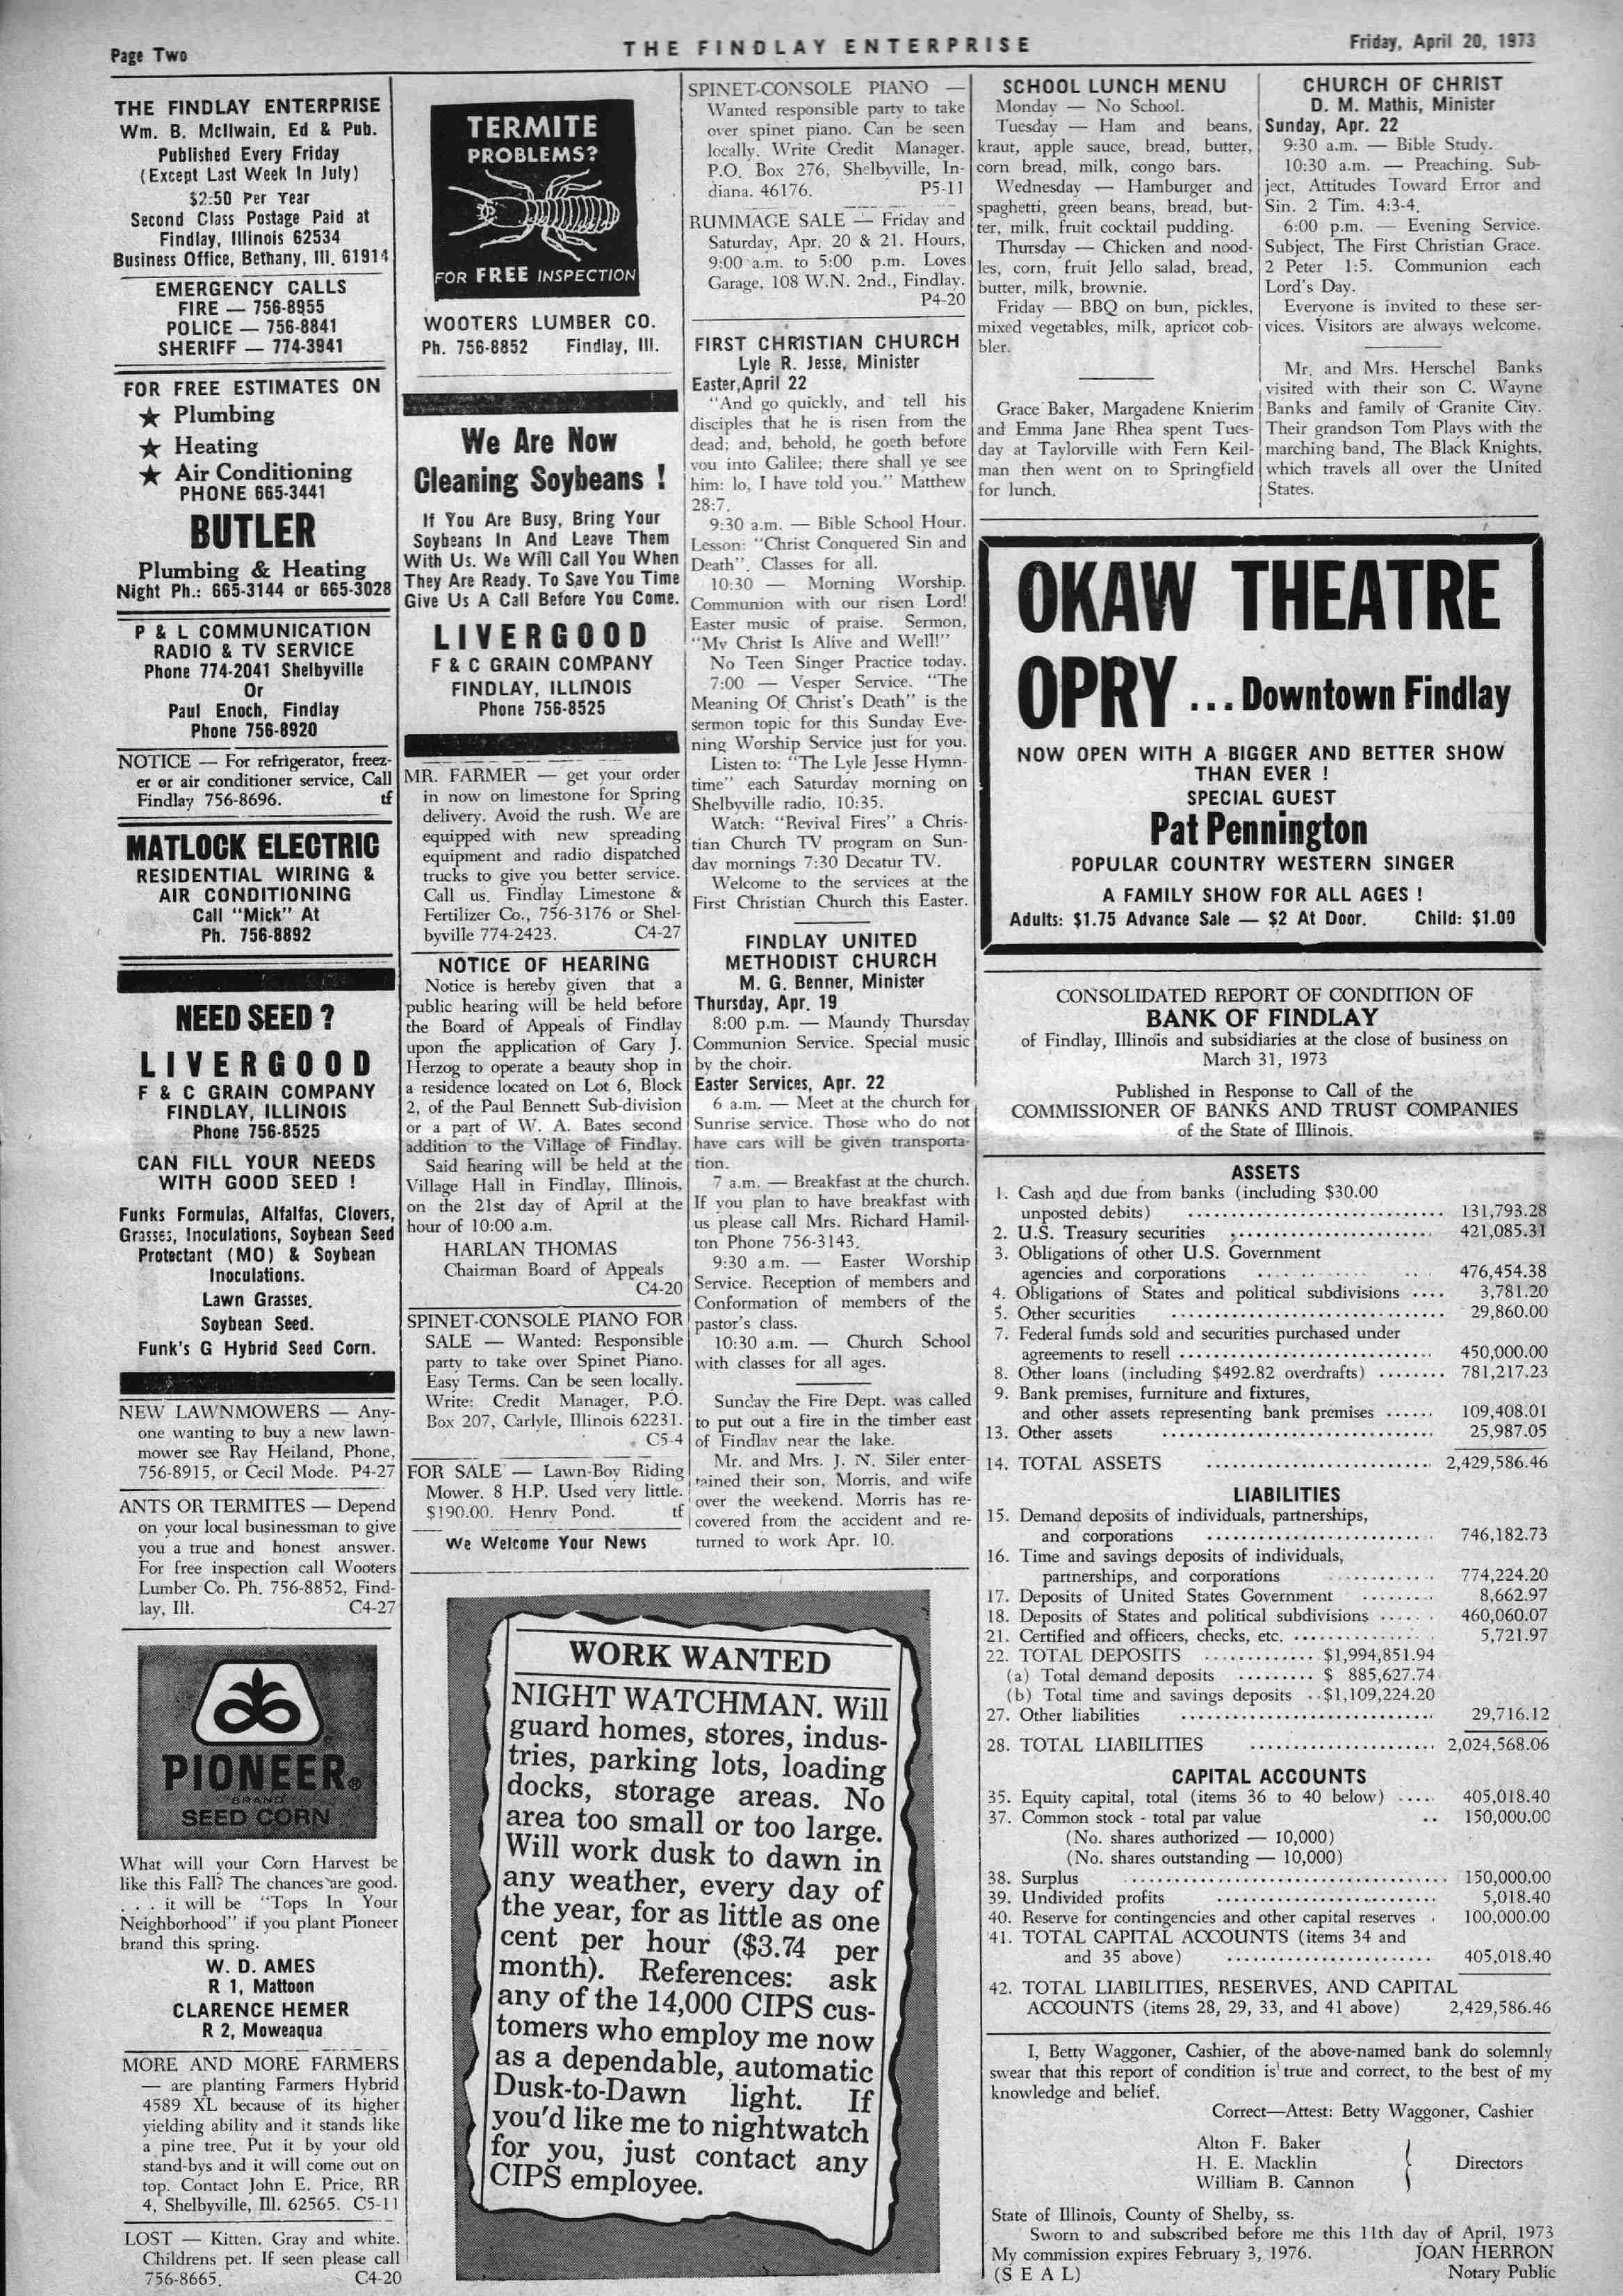 Page Two
THE FINDLAY ENTERPRISE
Friday, April 20, 1973
THE FINDLAY ENTERPRISE
Wm. B. McIlwain, Ed & Pub.
Published Every Friday
(Except Last Week In July)
$2.50 Per Year
Second Class Postage Paid at
Findlay, Illinois 62534
Business Office, Bethany, Ill. 61914
EMERGENCY CALLS
FIRE — 756-8955
POLICE — 756-8841
SHERIFF — 774-3941
FOR FREE ESTIMATES ON
★ Plumbing
★ Heating
★ Air Conditioning
PHONE 665-3441
BUTLER
Plumbing & Heating
Night Ph.: 665-3144 or 665-3028
P & L COMMUNICATION
RADIO & TV SERVICE
Phone 774-2041 Shelbyville
Or
Paul Enoch, Findlay
Phone 756-8920
NOTICE — For refrigerator, freez-
er or air conditioner service, Call
Findlay 756-8696. tf
MATLOCK ELECTRIC
RESIDENTIAL WIRING &
AIR CONDITIONING
Call "Mick" At
Ph. 756-8892
NEED SEED ?
LIVERGOOD
F & C GRAIN COMPANY
FINDLAY, ILLINOIS
Phone 756-8525
CAN FILL YOUR NEEDS
WITH GOOD SEED !
Funks Formulas, Alfalfas, Clovers,
Grasses, Inoculations, Soybean Seed
Protectant (MO) & Soybean
Inoculations.
Lawn Grasses.
Soybean Seed.
Funk's G Hybrid Seed Corn.
NEW LAWNMOWERS — Any-
one wanting to buy a new lawn-
mower see Ray Heiland, Phone,
756-8915, or Cecil Mode. P4-27
ANTS OR TERMITES — Depend
on your local businessman to give
you a true and honest answer.
For free inspection call Wooters
Lumber Co. Ph. 756-8852, Find-
lay, Ill. C4-27
PIONEER®
BRAND
SEED CORN
What will your Corn Harvest be
like this Fall? The chances are good.
. . . it will be "Tops In Your
Neighborhood" if you plant Pioneer
brand this spring.
W. D. AMES
R 1, Mattoon
CLARENCE HEMER
R 2, Moweaqua
MORE AND MORE FARMERS
— are planting Farmers Hybrid
4589 XL because of its higher
yielding ability and it stands like
a pine tree. Put it by your old
stand-bys and it will come out on
top. Contact John E. Price, RR
4, Shelbyville, Ill. 62565. C5-11
LOST — Kitten. Gray and white.
Childrens pet. If seen please call
756-8665. C4-20
TERMITE
PROBLEMS?
FOR FREE INSPECTION
WOOTERS LUMBER CO.
Ph. 756-8852 Findlay, Ill.
We Are Now
Cleaning Soybeans !
If You Are Busy, Bring Your
Soybeans In And Leave Them
With Us. We Will Call You When
They Are Ready. To Save You Time
Give Us A Call Before You Come.
LIVERGOOD
F & C GRAIN COMPANY
FINDLAY, ILLINOIS
Phone 756-8525
MR. FARMER — get your order
in now on limestone for Spring
delivery. Avoid the rush. We are
equipped with new spreading
equipment and radio dispatched
trucks to give you better service.
Call us. Findlay Limestone &
Fertilizer Co., 756-3176 or Shel-
byville 774-2423. C4-27
NOTICE OF HEARING
Notice is hereby given that a
public hearing will be held before
the Board of Appeals of Findlay
upon the application of Gary J.
Herzog to operate a beauty shop in
a residence located on Lot 6, Block
2, of the Paul Bennett Sub-division
or a part of W. A. Bates second
addition to the Village of Findlay.
Said hearing will be held at the
Village Hall in Findlay, Illinois,
on the 21st day of April at the
hour of 10:00 a.m.
HARLAN THOMAS
Chairman Board of Appeals
C4-20
SPINET-CONSOLE PIANO FOR
SALE — Wanted: Responsible
party to take over Spinet Piano.
Easy Terms. Can be seen locally.
Write: Credit Manager, P.O.
Box 207, Carlyle, Illinois 62231.
C5-4
FOR SALE — Lawn-Boy Riding
Mower. 8 H.P. Used very little.
$190.00. Henry Pond. tf
We Welcome Your News
SPINET-CONSOLE PIANO —
Wanted responsible party to take
over spinet piano. Can be seen
locally. Write Credit Manager.
P.O. Box 276, Shelbyville, In-
diana. 46176. P5-11
RUMMAGE SALE — Friday and
Saturday, Apr. 20 & 21. Hours,
9:00 a.m. to 5:00 p.m. Loves
Garage, 108 W.N. 2nd., Findlay.
P4-20
FIRST CHRISTIAN CHURCH
Lyle R. Jesse, Minister
Easter, April 22
"And go quickly, and tell his
disciples that he is risen from the
dead; and, behold, he goeth before
you into Galilee; there shall ye see
him: lo, I have told you." Matthew
28:7.
9:30 a.m. — Bible School Hour.
Lesson: "Christ Conquered Sin and
Death". Classes for all.
10:30 — Morning Worship.
Communion with our risen Lord!
Easter music of praise. Sermon,
"My Christ Is Alive and Well!"
No Teen Singer Practice today.
7:00 — Vesper Service. "The
Meaning Of Christ's Death" is the
sermon topic for this Sunday Eve-
ning Worship Service just for you.
Listen to: "The Lyle Jesse Hymn-
time" each Saturday morning on
Shelbyville radio, 10:35.
Watch: "Revival Fires" a Chris-
tian Church TV program on Sun-
day mornings 7:30 Decatur TV.
Welcome to the services at the
First Christian Church this Easter.
FINDLAY UNITED
METHODIST CHURCH
M. G. Benner, Minister
Thursday, Apr. 19
8:00 p.m. — Maundy Thursday
Communion Service. Special music
by the choir.
Easter Services, Apr. 22
6 a.m. — Meet at the church for
Sunrise service. Those who do not
have cars will be given transporta-
tion.
7 a.m. — Breakfast at the church.
If you plan to have breakfast with
us please call Mrs. Richard Hamil-
ton Phone 756-3143.
9:30 a.m. — Easter Worship
Service. Reception of members and
Conformation of members of the
pastor's class.
10:30 a.m. — Church School
with classes for all ages.
Sunday the Fire Dept. was called
to put out a fire in the timber east
of Findlay near the lake.
Mr. and Mrs. J. N. Siler enter-
tained their son, Morris, and wife
over the weekend. Morris has re-
covered from the accident and re-
turned to work Apr. 10.
WORK WANTED
NIGHT WATCHMAN. Will
guard homes, stores, indus-
tries, parking lots, loading
docks, storage areas. No
area too small or too large.
Will work dusk to dawn in
any weather, every day of
the year, for as little as one
cent per hour ($3.74 per
month). References: ask
any of the 14,000 CIPS cus-
tomers who employ me now
as a dependable, automatic
Dusk-to-Dawn light. If
you'd like me to nightwatch
for you, just contact any
CIPS employee.
SCHOOL LUNCH MENU
Monday — No School.
Tuesday — Ham and beans,
kraut, apple sauce, bread, butter,
corn bread, milk, congo bars.
Wednesday — Hamburger and
spaghetti, green beans, bread, but-
ter, milk, fruit cocktail pudding.
Thursday — Chicken and nood-
les, corn, fruit Jello salad, bread,
butter, milk, brownie.
Friday — BBQ on bun, pickles,
mixed vegetables, milk, apricot cob-
bler.
Grace Baker, Margadene Knierim
and Emma Jane Rhea spent Tues-
day at Taylorville with Fern Keil-
man then went on to Springfield
for lunch.
CHURCH OF CHRIST
D. M. Mathis, Minister
Sunday, Apr. 22
9:30 a.m. — Bible Study.
10:30 a.m. — Preaching. Sub-
ject, Attitudes Toward Error and
Sin. 2 Tim. 4:3-4.
6:00 p.m. — Evening Service.
Subject, The First Christian Grace.
2 Peter 1:5. Communion each
Lord's Day.
Everyone is invited to these ser-
vices. Visitors are always welcome.
Mr. and Mrs. Herschel Banks
visited with their son C. Wayne
Banks and family of Granite City.
Their grandson Tom Plays with the
marching band, The Black Knights,
which travels all over the United
States.
OKAW THEATRE
OPRY ... Downtown Findlay
NOW OPEN WITH A BIGGER AND BETTER SHOW
THAN EVER !
SPECIAL GUEST
Pat Pennington
POPULAR COUNTRY WESTERN SINGER
A FAMILY SHOW FOR ALL AGES !
Adults: $1.75 Advance Sale — $2 At Door. Child: $1.00
CONSOLIDATED REPORT OF CONDITION OF
BANK OF FINDLAY
of Findlay, Illinois and subsidiaries at the close of business on
March 31, 1973
Published in Response to Call of the
COMMISSIONER OF BANKS AND TRUST COMPANIES
of the State of Illinois.
ASSETS
1. Cash and due from banks (including $30.00
unposted debits) ........ 131,793.28
2. U.S. Treasury securities ........ 421,085.31
3. Obligations of other U.S. Government
agencies and corporations ........ 476,454.38
4. Obligations of States and political subdivisions .... 3,781.20
5. Other securities ........ 29,860.00
7. Federal funds sold and securities purchased under
agreements to resell ........ 450,000.00
8. Other loans (including $492.82 overdrafts) ........ 781,217.23
9. Bank premises, furniture and fixtures,
and other assets representing bank premises ...... 109,408.01
13. Other assets ........ 25,987.05
14. TOTAL ASSETS ........ 2,429,586.46
LIABILITIES
15. Demand deposits of individuals, partnerships,
and corporations ........ 746,182.73
16. Time and savings deposits of individuals,
partnerships, and corporations ........ 774,224.20
17. Deposits of United States Government ........ 8,662.97
18. Deposits of States and political subdivisions ...... 460,060.07
21. Certified and officers, checks, etc. ........ 5,721.97
22. TOTAL DEPOSITS ........ $1,994,851.94
(a) Total demand deposits ........ $ 885,627.74
(b) Total time and savings deposits .. $1,109,224.20
27. Other liabilities ........ 29,716.12
28. TOTAL LIABILITIES ........ 2,024,568.06
CAPITAL ACCOUNTS
35. Equity capital, total (items 36 to 40 below) .... 405,018.40
37. Common stock - total par value .. 150,000.00
(No. shares authorized — 10,000)
(No. shares outstanding — 10,000)
38. Surplus ........ 150,000.00
39. Undivided profits ........ 5,018.40
40. Reserve for contingencies and other capital reserves . 100,000.00
41. TOTAL CAPITAL ACCOUNTS (items 34 and
and 35 above) ........ 405,018.40
42. TOTAL LIABILITIES, RESERVES, AND CAPITAL
ACCOUNTS (items 28, 29, 33, and 41 above) 2,429,586.46
I, Betty Waggoner, Cashier, of the above-named bank do solemnly
swear that this report of condition is true and correct, to the best of my
knowledge and belief.
Correct—Attest: Betty Waggoner, Cashier
Alton F. Baker
H. E. Macklin Directors
William B. Cannon
State of Illinois, County of Shelby, ss.
Sworn to and subscribed before me this 11th day of April, 1973
My commission expires February 3, 1976. JOAN HERRON
(S E A L) Notary Public